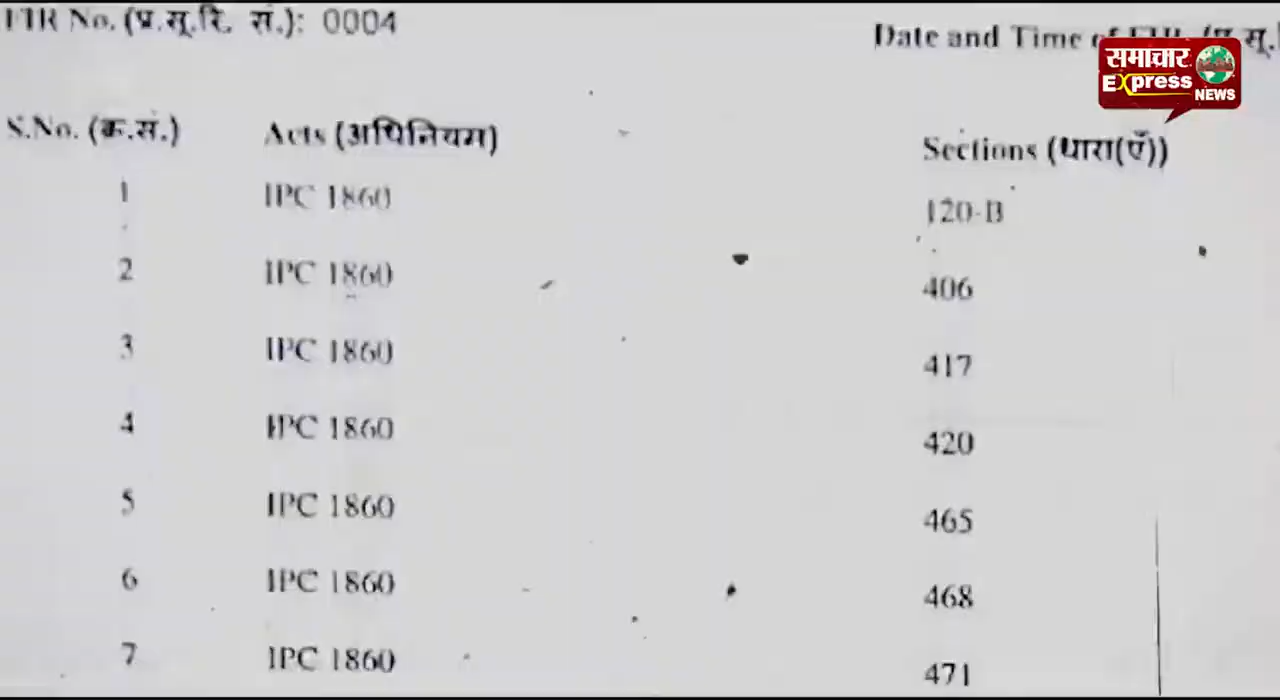 FIR No. (प्र.सू.रि. सं.): 0004
Date and Time of FIR (प्र.सू.
समाचार
Express
NEWS
S.No. (क्र.सं.) Acts (अधिनियम) Sections (धारा(एँ))
1 IPC 1860 120-B
2 IPC 1860 406
3 IPC 1860 417
4 IPC 1860 420
5 IPC 1860 465
6 IPC 1860 468
7 IPC 1860 471